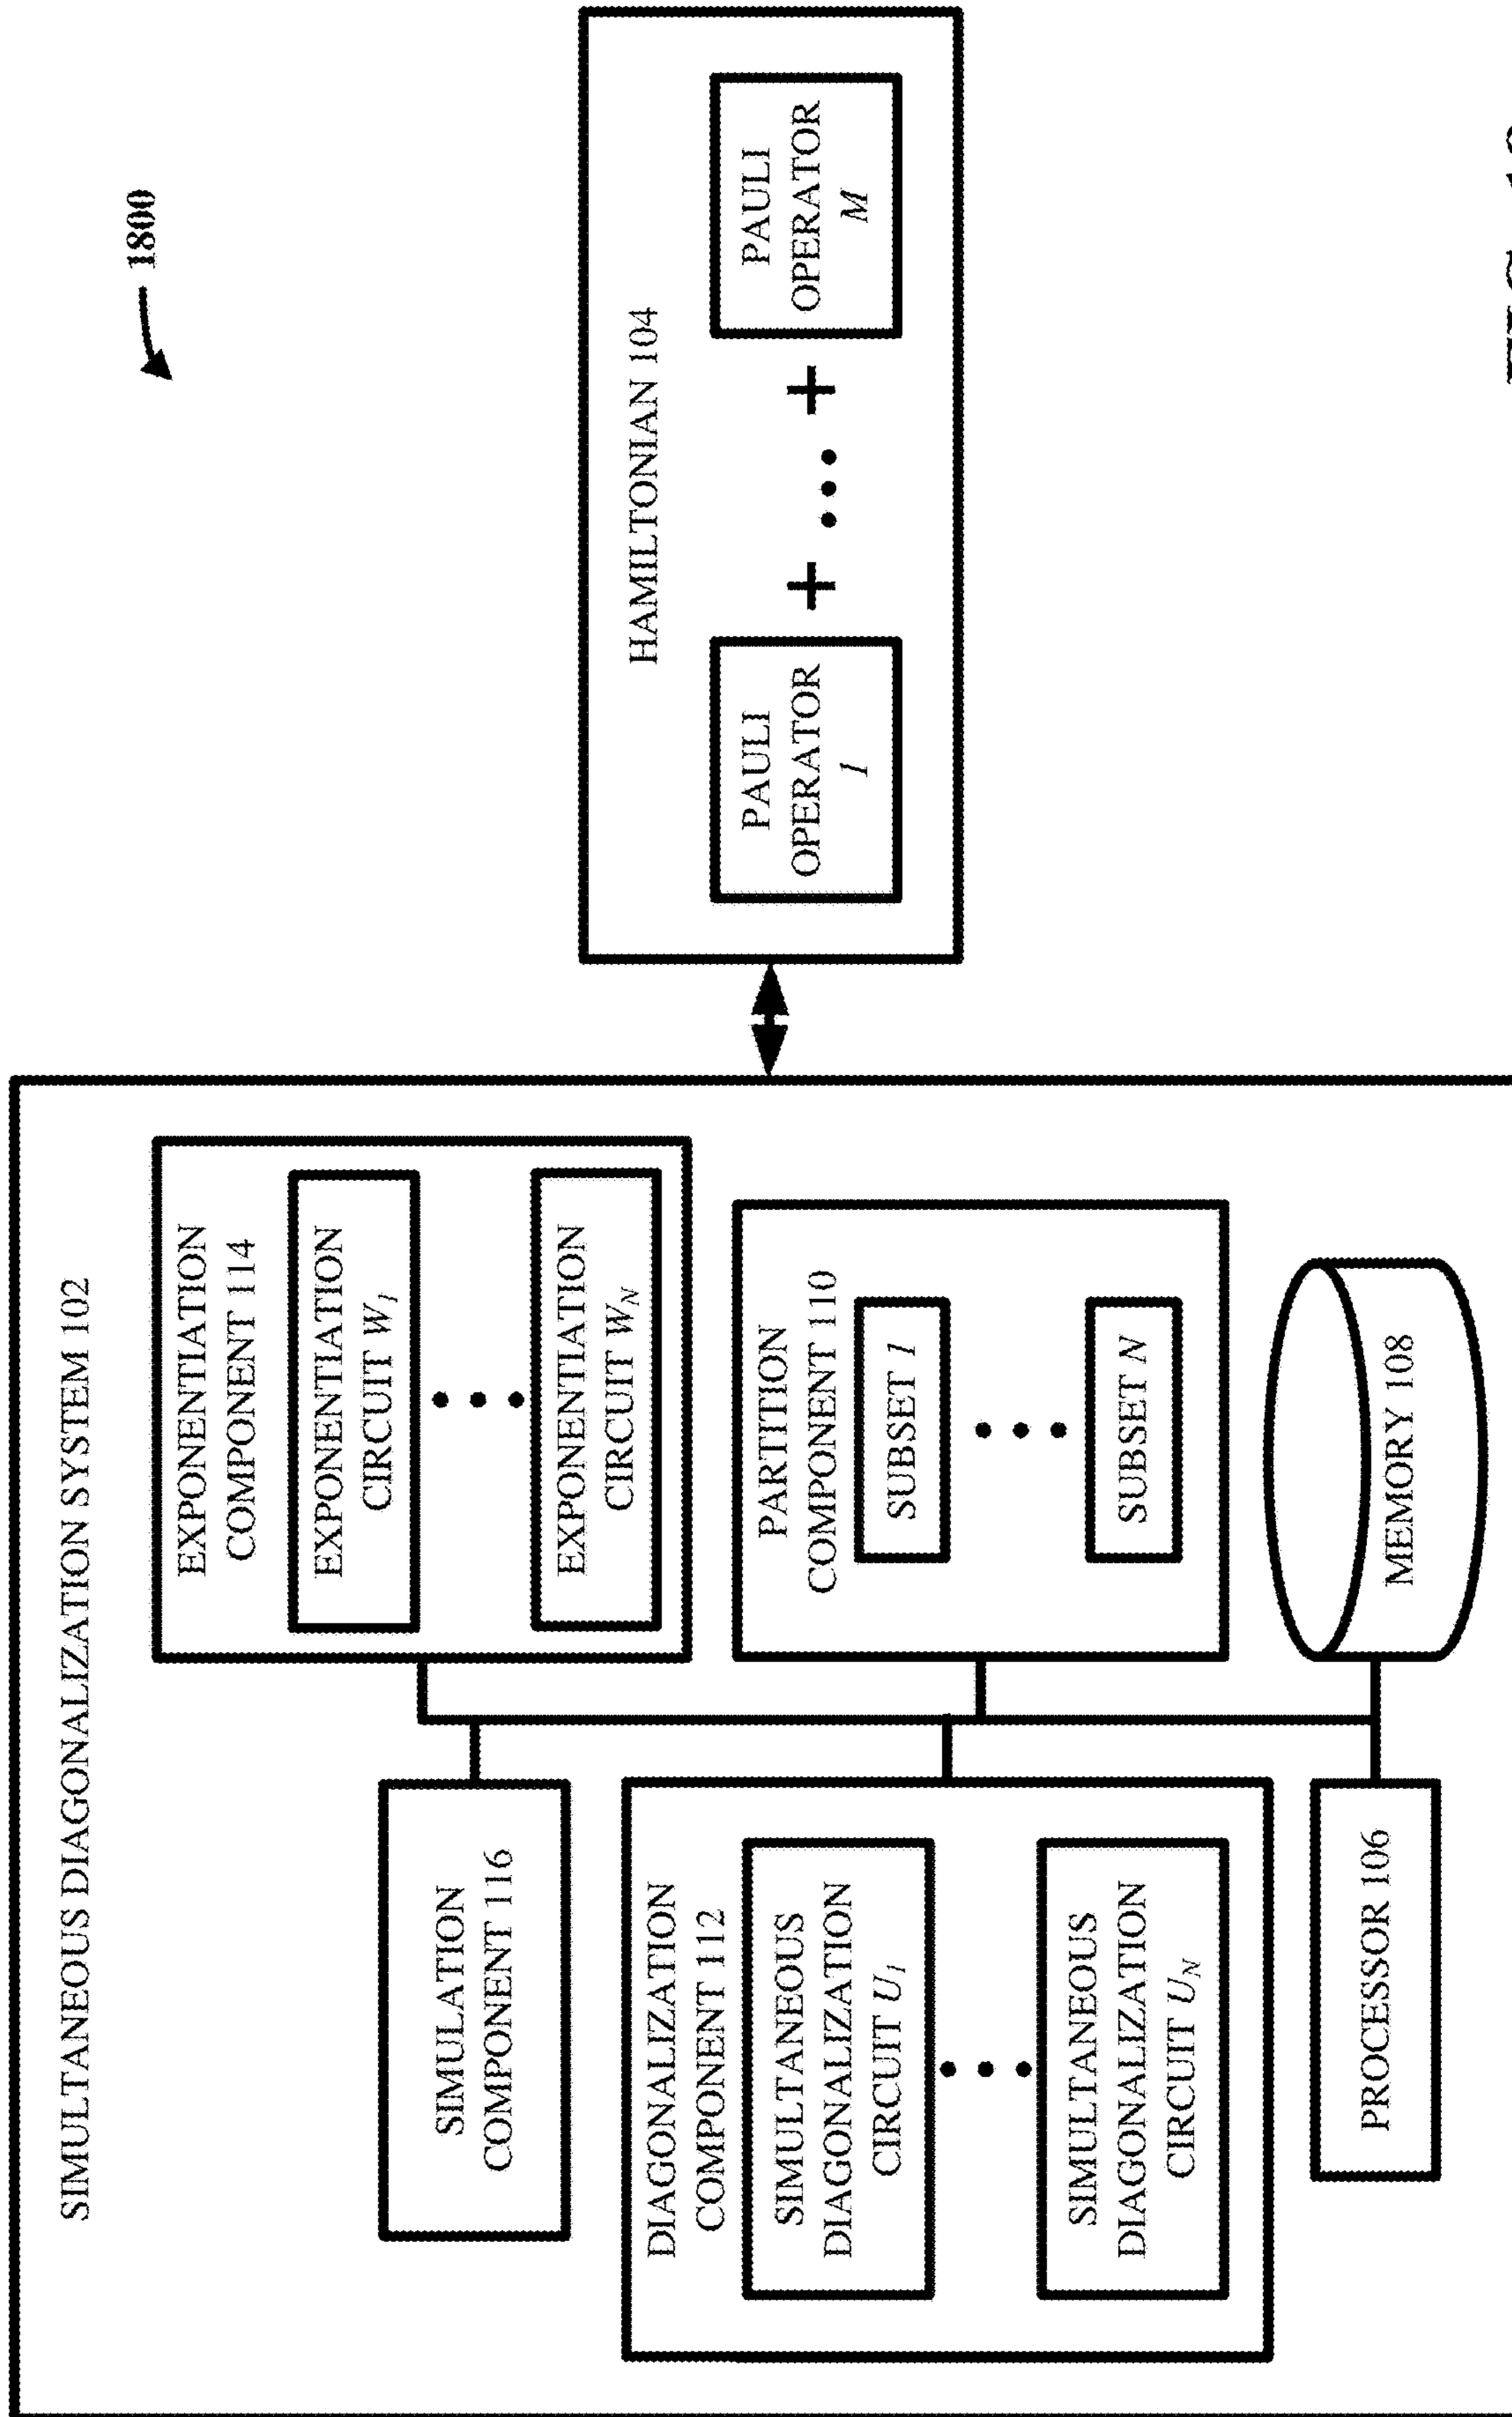 SIMULTANEOUS DIAGONALIZATION SYSTEM 102
1800
SIMULATION
COMPONENT 116
EXPONENTIATION
COMPONENT 114
EXPONENTIATION
CIRCUIT W₁
EXPONENTIATION
CIRCUIT W_N
DIAGONALIZATION
COMPONENT 112
SIMULTANEOUS
DIAGONALIZATION
CIRCUIT U₁
SIMULTANEOUS
DIAGONALIZATION
CIRCUIT U_N
PARTITION
COMPONENT 110
SUBSET 1
SUBSET N
PROCESSOR 106
MEMORY 108
HAMILTONIAN 104
PAULI
OPERATOR
1
+ ••• +
PAULI
OPERATOR
M